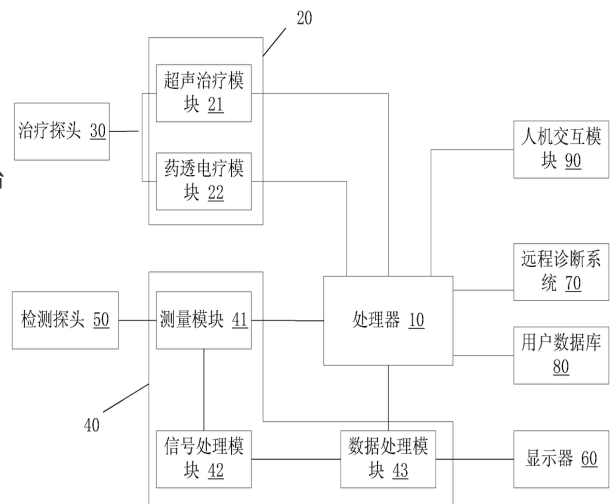 20
超声治疗模
块 21
治疗探头 30
药透电疗模
块 22
人机交互模
块 90
远程诊断系
统 70
检测探头 50
测量模块 41
处理器 10
用户数据库
80
40
信号处理模
块 42
数据处理模
块 43
显示器 60